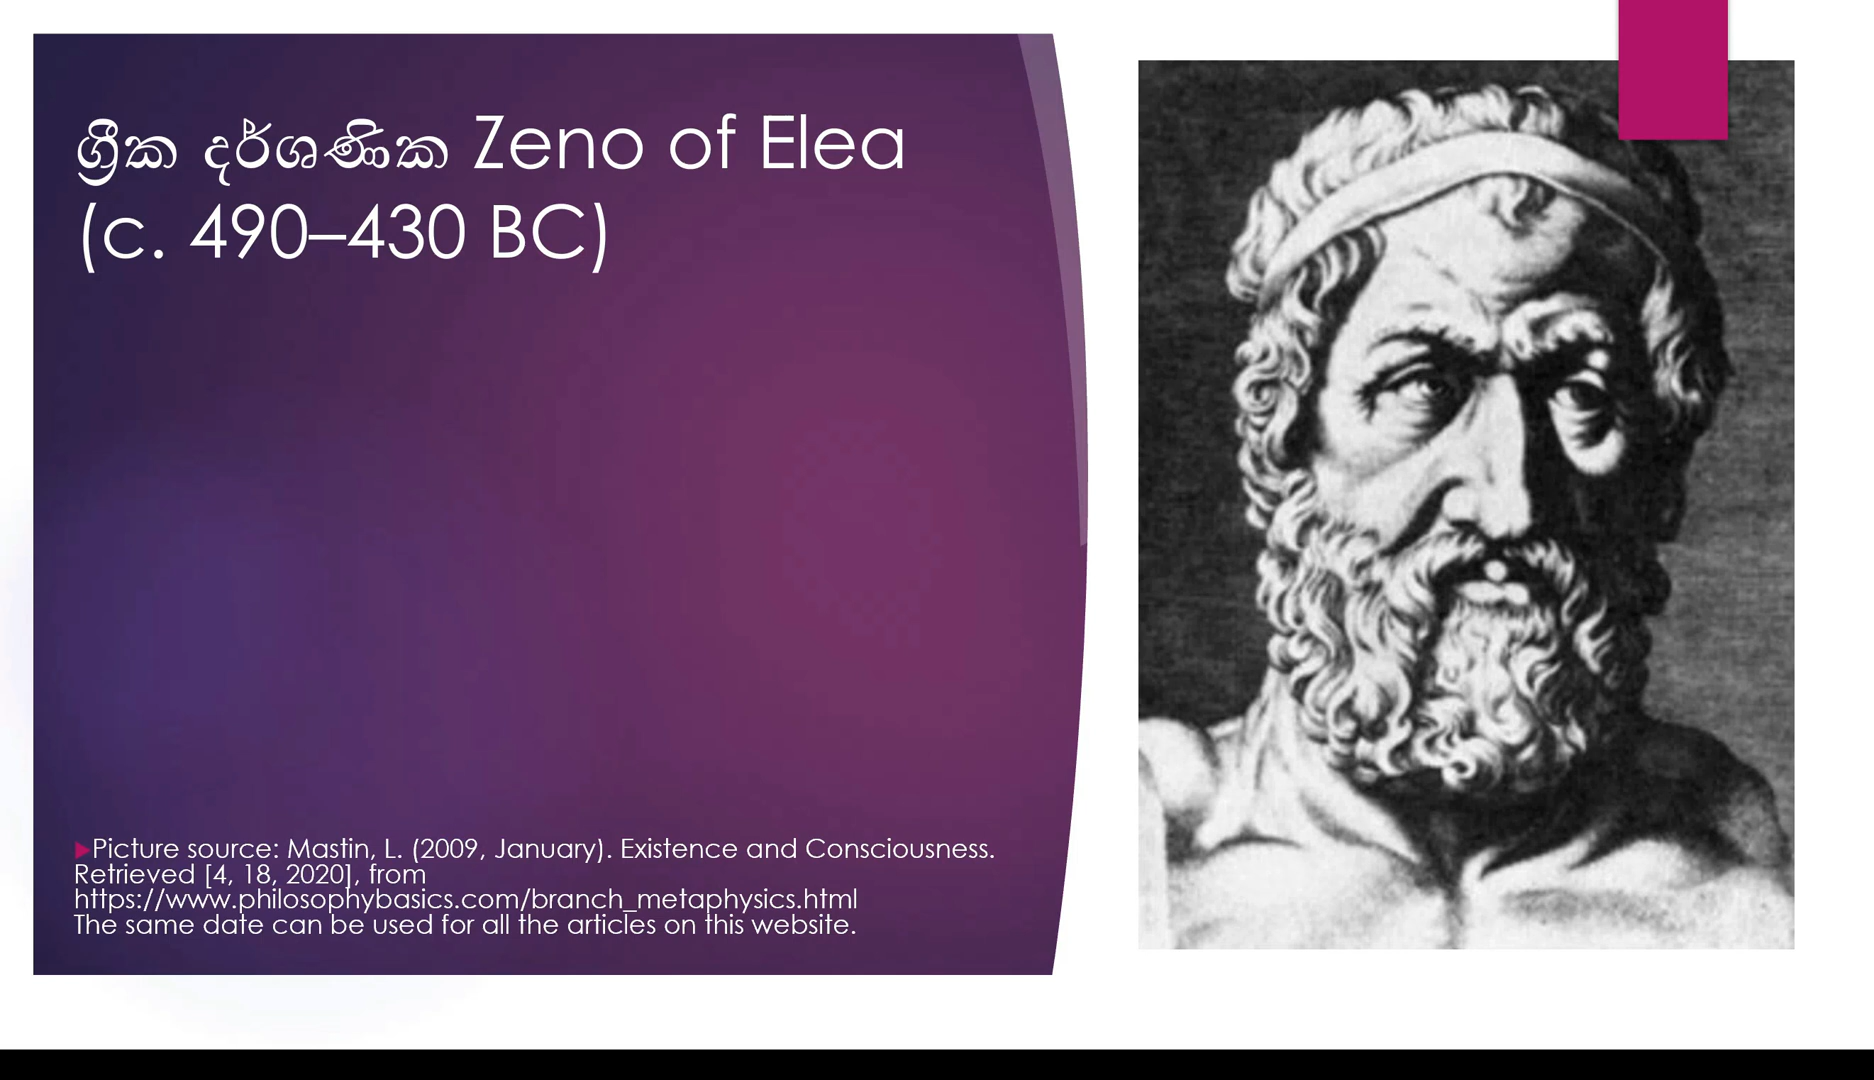 ග්‍රීක දර්ශණික Zeno of Elea
(c. 490–430 BC)
Picture source: Mastin, L. (2009, January). Existence and Consciousness.
Retrieved [4, 18, 2020], from
https://www.philosophybasics.com/branch_metaphysics.html
The same date can be used for all the articles on this website.